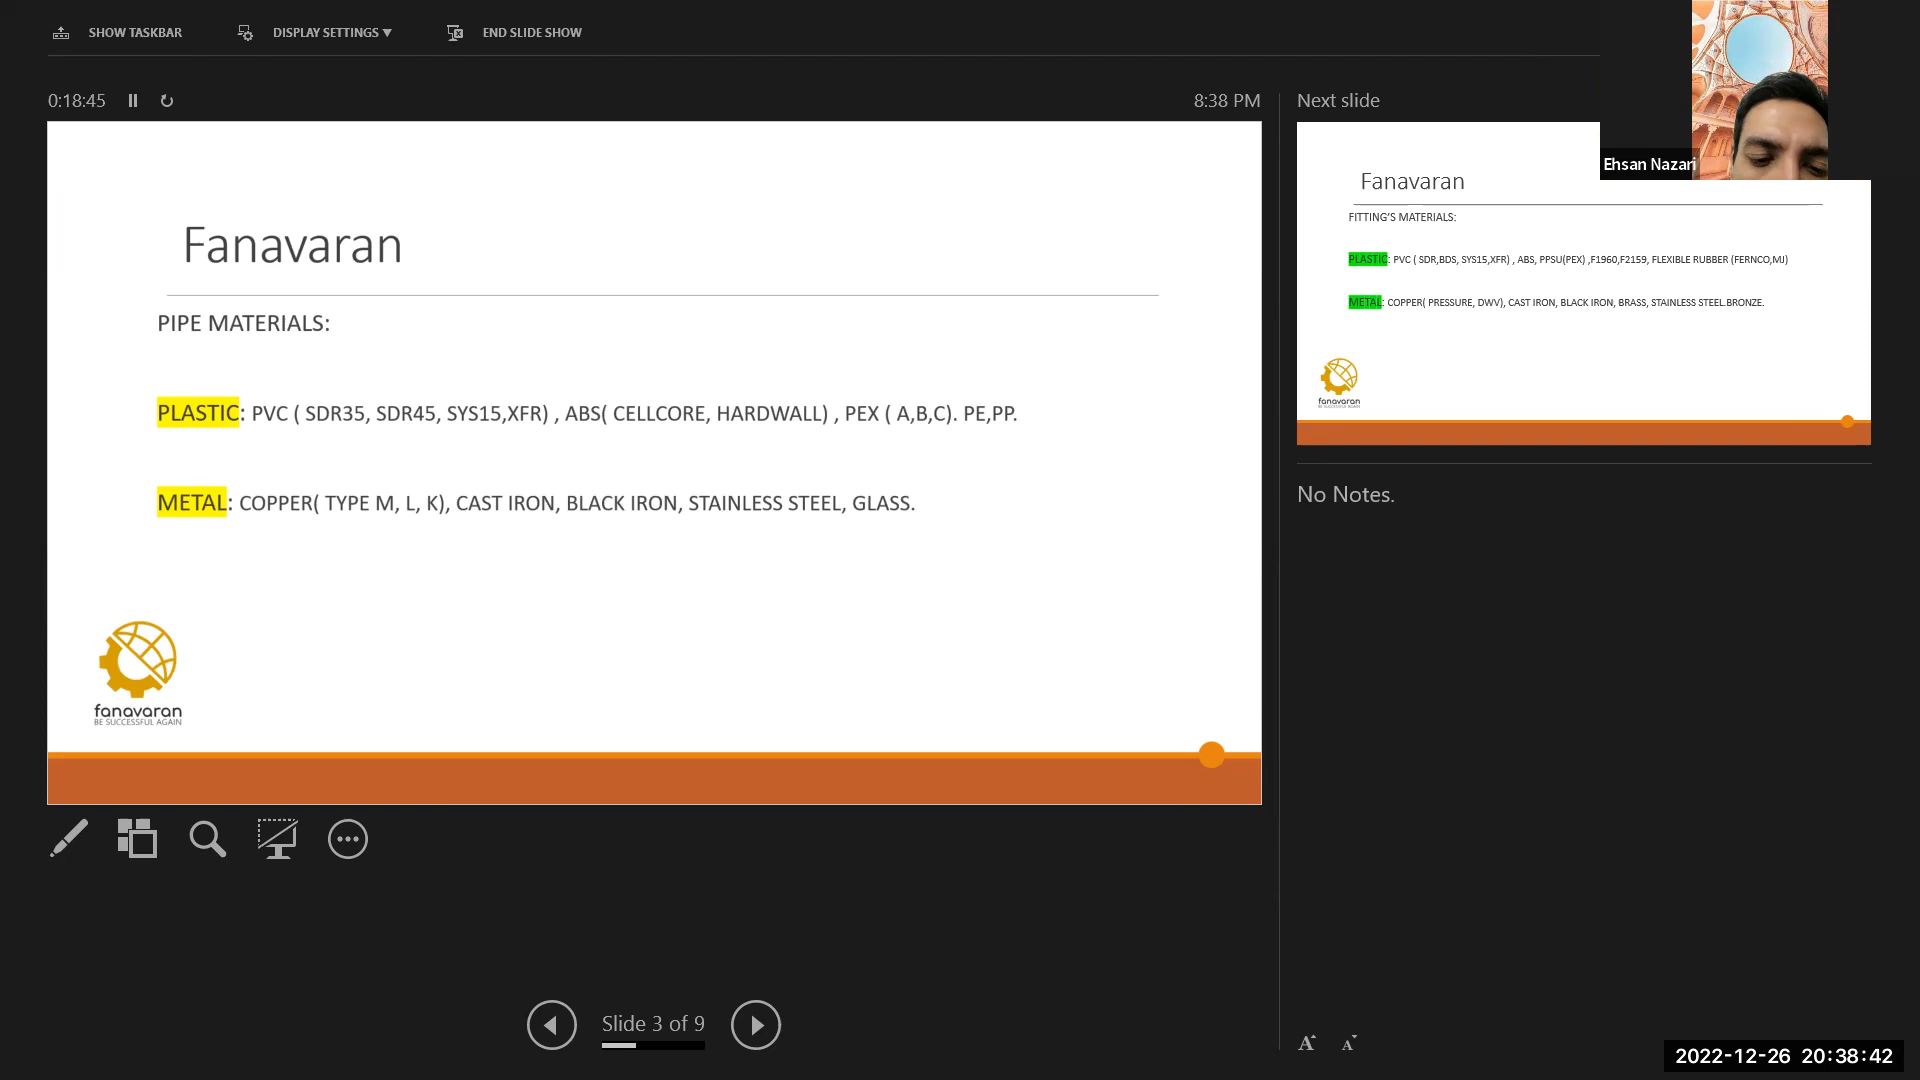 SHOW TASKBAR
DISPLAY SETTINGS ▼
END SLIDE SHOW
0:18:45
8:38 PM
Fanavaran
PIPE MATERIALS:
PLASTIC: PVC ( SDR35, SDR45, SYS15,XFR) , ABS( CELLCORE, HARDWALL) , PEX ( A,B,C). PE,PP.
METAL: COPPER( TYPE M, L, K), CAST IRON, BLACK IRON, STAINLESS STEEL, GLASS.
fanavaran
BE SUCCESSFUL AGAIN
Slide 3 of 9
Next slide
Ehsan Nazari
Fanavaran
FITTING'S MATERIALS:
PLASTIC: PVC ( SDR,BDS, SYS15,XFR) , ABS, PPSU(PEX) ,F1960,F2159, FLEXIBLE RUBBER (FERNCO,MJ)
METAL: COPPER( PRESSURE, DWV), CAST IRON, BLACK IRON, BRASS, STAINLESS STEEL.BRONZE.
fanavaran
BE SUCCESSFUL AGAIN
No Notes.
A A
2022-12-26 20:38:42